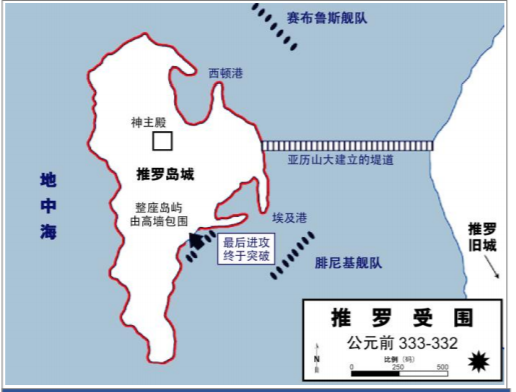 赛布鲁斯舰队
西顿港
神主殿
亚历山大建立的堤道
推罗岛城
地
中
海
整座岛屿
由高墙包围
埃及港
最后进攻
终于突破
腓尼基舰队
推罗
旧城
推 罗 受 围
公元前 333-332
比例（码）
N
0 250 500